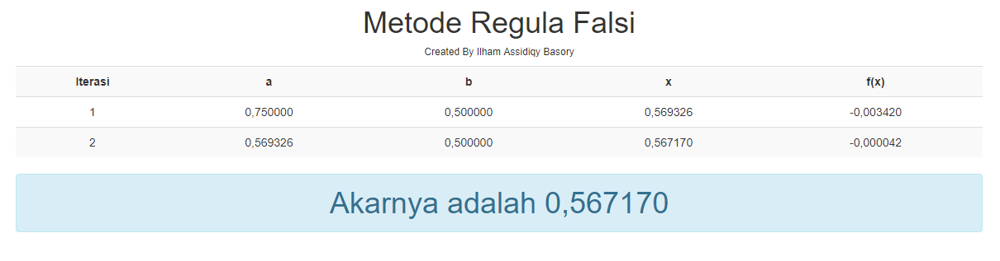 Metode Regula Falsi
Created By Ilham Assidiqy Basory
Iterasi a b x f(x)
1 0,750000 0,500000 0,569326 -0,003420
2 0,569326 0,500000 0,567170 -0,000042
Akarnya adalah 0,567170